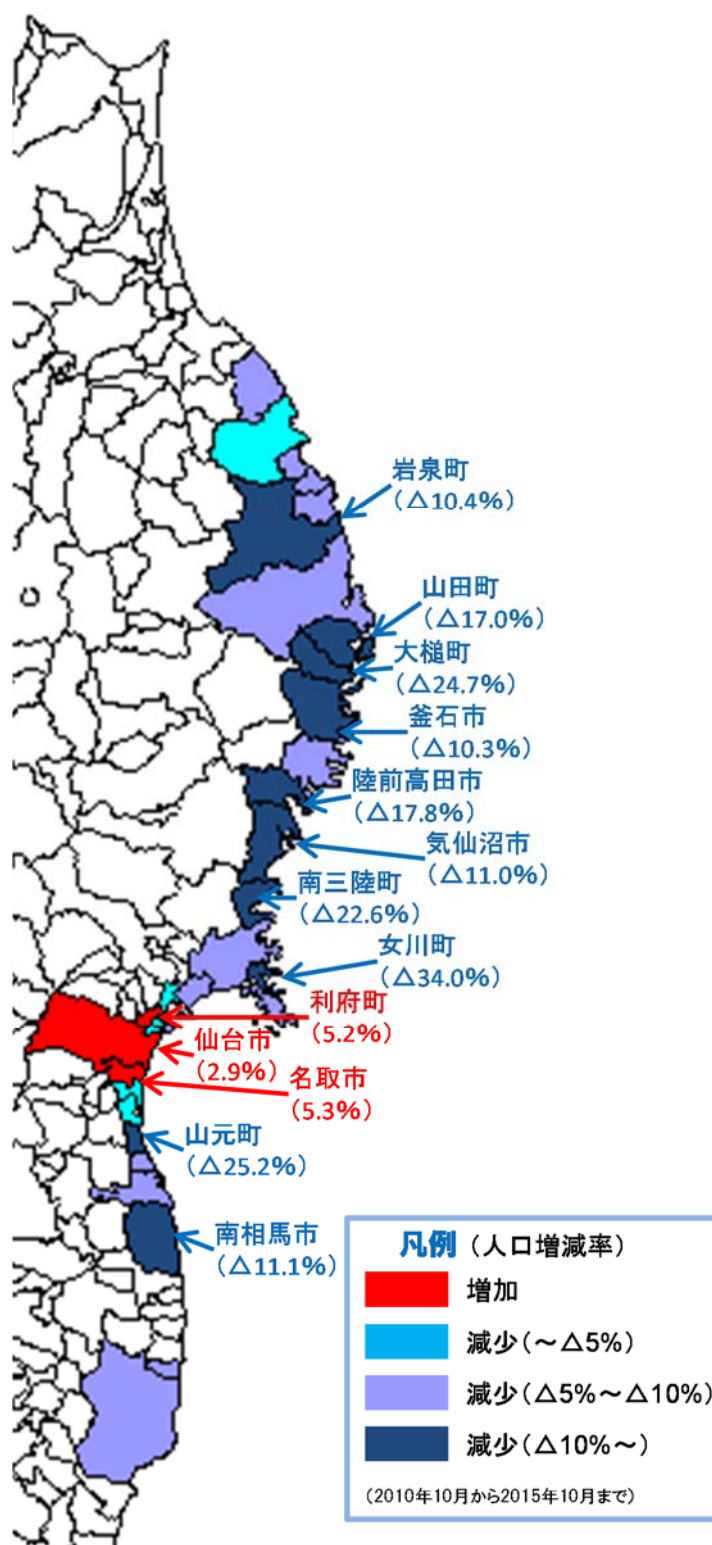 岩泉町
(△10.4%)
山田町
(△17.0%)
大槌町
(△24.7%)
釜石市
(△10.3%)
陸前高田市
(△17.8%)
気仙沼市
(△11.0%)
南三陸町
(△22.6%)
女川町
(△34.0%)
利府町
(5.2%)
仙台市
(2.9%)
名取市
(5.3%)
山元町
(△25.2%)
南相馬市
(△11.1%)
凡例（人口増減率）
増加
減少(～△5%)
減少(△5%～△10%)
減少(△10%～)
(2010年10月から2015年10月まで)